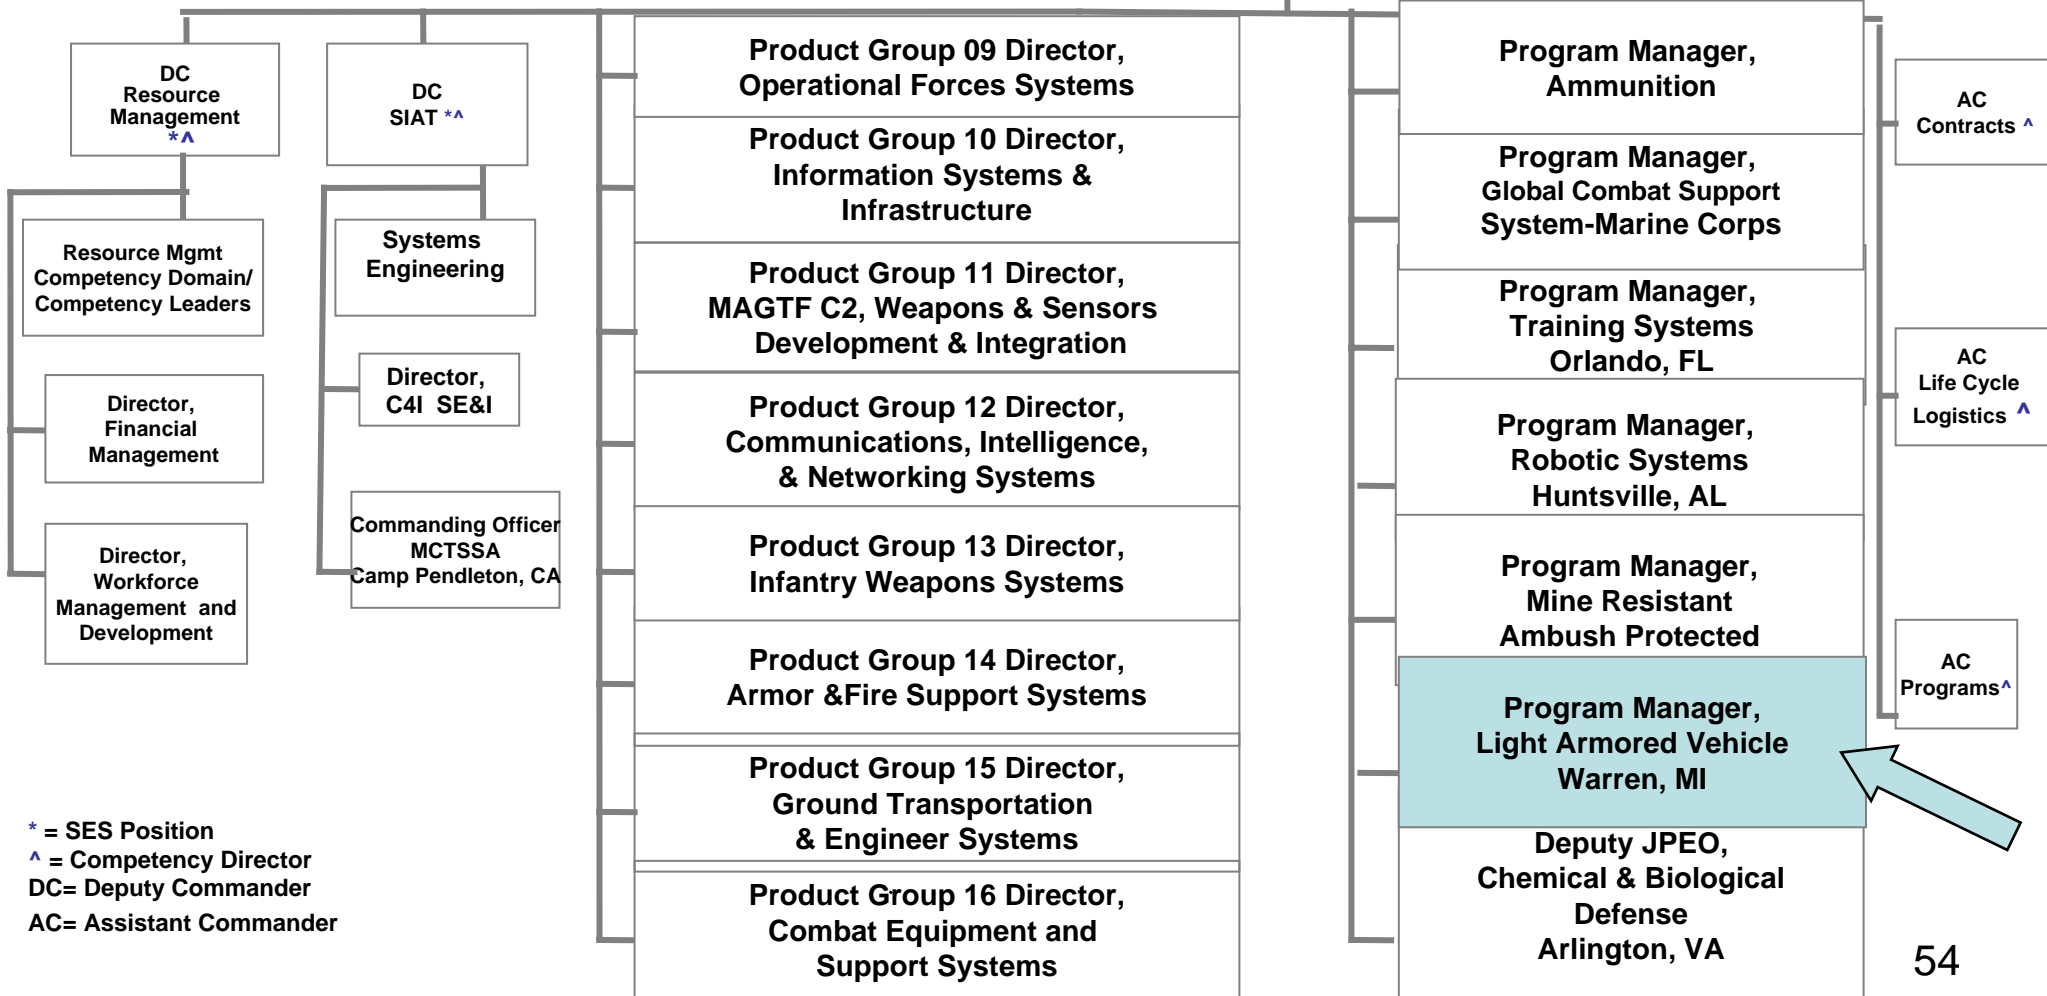 DC
Resource
Management
*^
Resource Mgmt
Competency Domain/
Competency Leaders
Director,
Financial
Management
Director,
Workforce
Management and
Development
DC
SIAT *^
Systems
Engineering
Director,
C4I SE&I
Commanding Officer
MCTSSA
Camp Pendleton, CA
Product Group 09 Director,
Operational Forces Systems
Product Group 10 Director,
Information Systems &
Infrastructure
Product Group 11 Director,
MAGTF C2, Weapons & Sensors
Development & Integration
Product Group 12 Director,
Communications, Intelligence,
& Networking Systems
Product Group 13 Director,
Infantry Weapons Systems
Product Group 14 Director,
Armor &Fire Support Systems
Product Group 15 Director,
Ground Transportation
& Engineer Systems
Product Group 16 Director,
Combat Equipment and
Support Systems
Program Manager,
Ammunition
Program Manager,
Global Combat Support
System-Marine Corps
Program Manager,
Training Systems
Orlando, FL
Program Manager,
Robotic Systems
Huntsville, AL
Program Manager,
Mine Resistant
Ambush Protected
Program Manager,
Light Armored Vehicle
Warren, MI
Deputy JPEO,
Chemical & Biological
Defense
Arlington, VA
AC
Contracts ^
AC
Life Cycle
Logistics ^
AC
Programs^
* = SES Position
^ = Competency Director
DC= Deputy Commander
AC= Assistant Commander
54